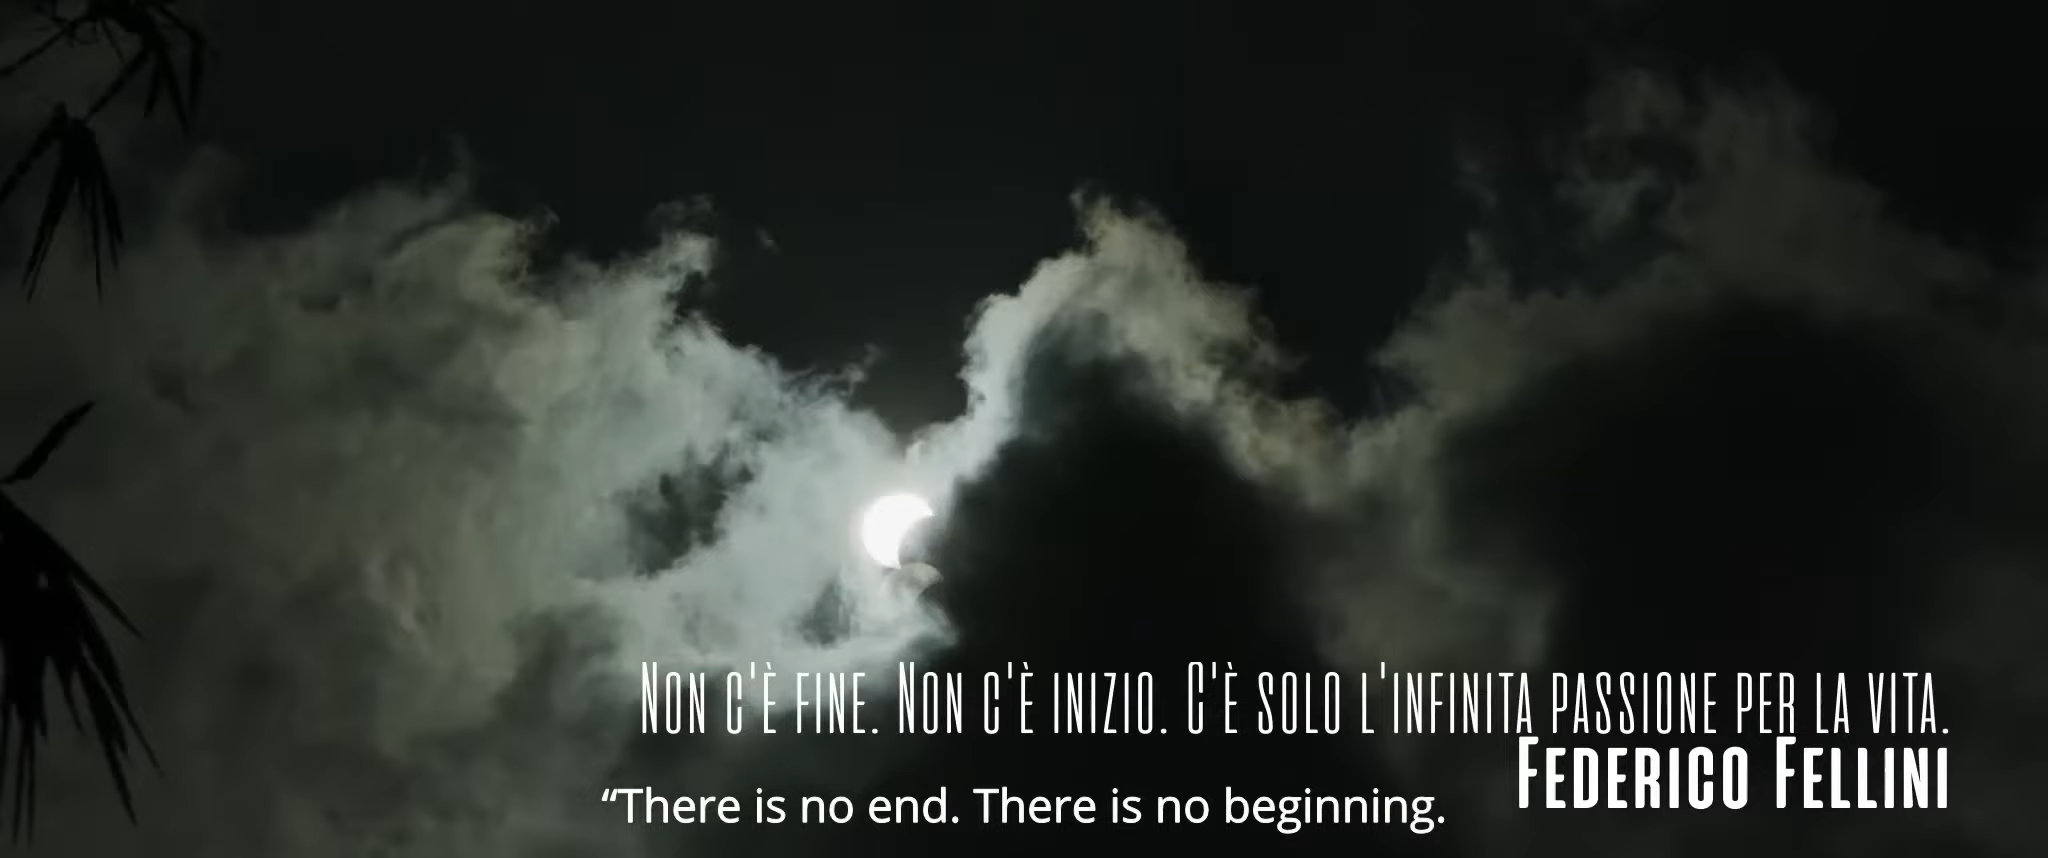 Non c'è fine. Non c'è inizio. C'è solo l'infinita passione per la vita.
Federico Fellini
“There is no end. There is no beginning.